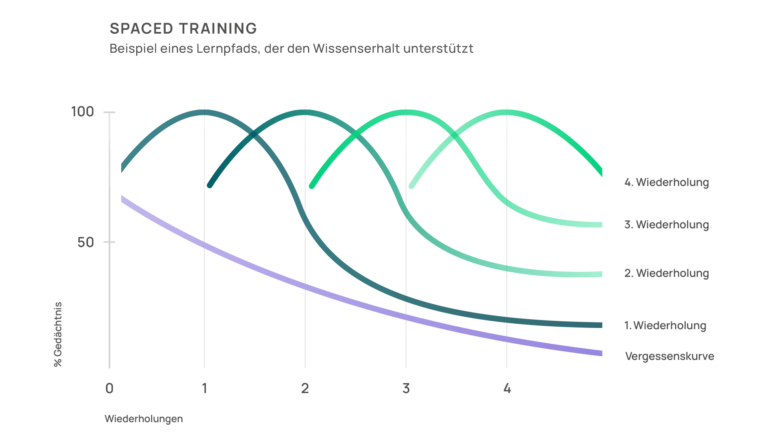 SPACED TRAINING
Beispiel eines Lernpfads, der den Wissenserhalt unterstützt
100
50
% Gedächtnis
4. Wiederholung
3. Wiederholung
2. Wiederholung
1. Wiederholung
Vergessenskurve
0 1 2 3 4
Wiederholungen